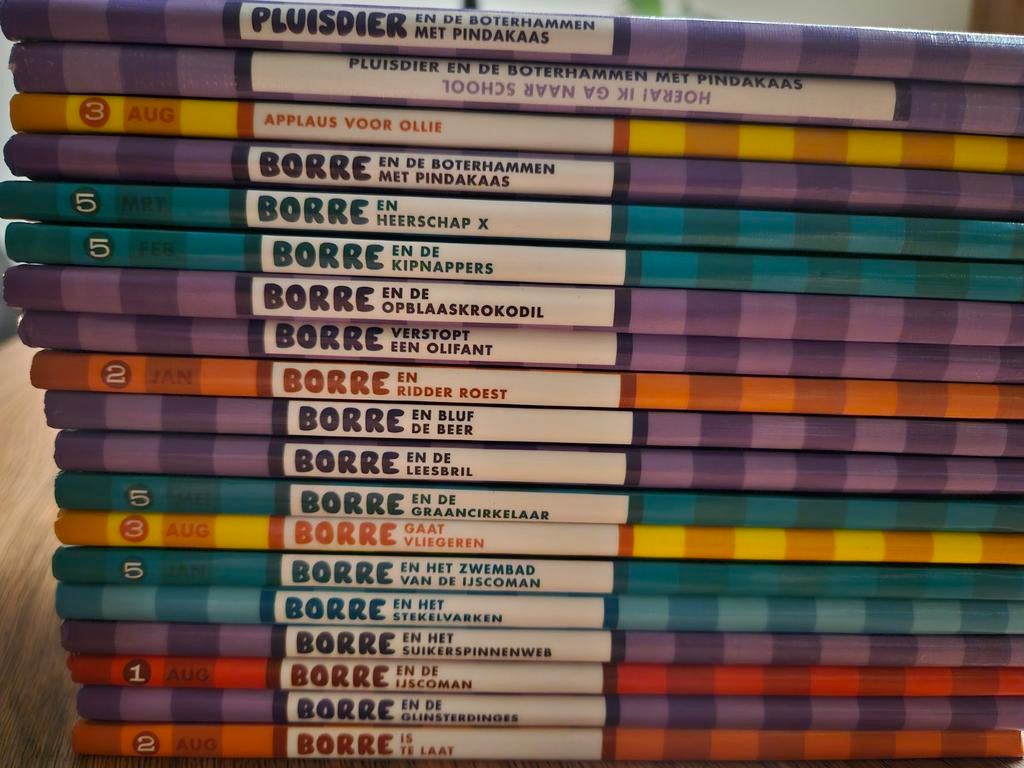 PLUISDIER EN DE BOTERHAMMEN
MET PINDAKAAS
PLUISDIER EN DE BOTERHAMMEN MET PINDAKAAS
HOERA! IK GA NAAR SCHOOL
3 AUG APPLAUS VOOR OLLIE
BORRE EN DE BOTERHAMMEN
MET PINDAKAAS
5 MRT BORRE EN
HEERSCHAP X
5 FEB BORRE EN DE
KIPNAPPERS
BORRE EN DE
OPBLAASKROKODIL
BORRE VERSTOPT
EEN OLIFANT
2 JAN BORRE EN
RIDDER ROEST
BORRE EN BLUF
DE BEER
BORRE EN DE
LEESBRIL
5 MEI BORRE EN DE
GRAANCIRKELAAR
3 AUG BORRE GAAT
VLIEGEREN
5 JAN BORRE EN HET ZWEMBAD
VAN DE IJSCOMAN
BORRE EN HET
STEKELVARKEN
BORRE EN HET
SUIKERSPINNENWEB
1 AUG BORRE EN DE
IJSCOMAN
BORRE EN DE
GLINSTERDINGES
2 AUG BORRE IS
TE LAAT